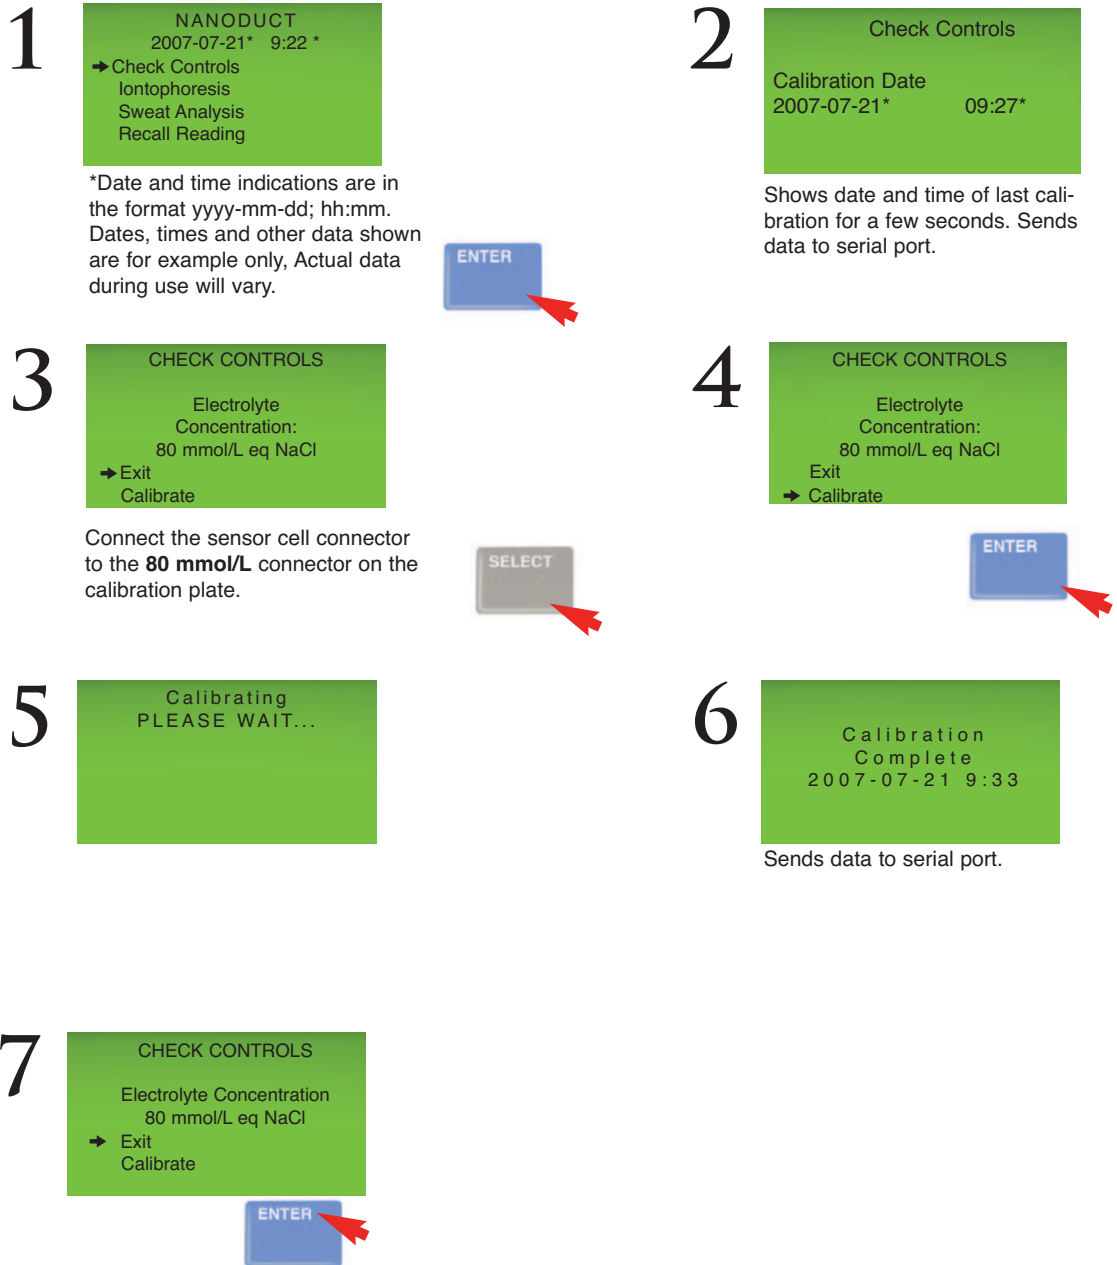 1
NANODUCT
2007-07-21* 9:22 *
➔Check Controls
Iontophoresis
Sweat Analysis
Recall Reading
*Date and time indications are in
the format yyyy-mm-dd; hh:mm.
Dates, times and other data shown
are for example only, Actual data
during use will vary.
ENTER
2
Check Controls
Calibration Date
2007-07-21* 09:27*
Shows date and time of last cali-
bration for a few seconds. Sends
data to serial port.
3
CHECK CONTROLS
Electrolyte
Concentration:
80 mmol/L eq NaCl
➔Exit
Calibrate
Connect the sensor cell connector
to the 80 mmol/L connector on the
calibration plate.
SELECT
4
CHECK CONTROLS
Electrolyte
Concentration:
80 mmol/L eq NaCl
Exit
➔ Calibrate
ENTER
5
Calibrating
PLEASE WAIT...
6
Calibration
Complete
2007-07-21 9:33
Sends data to serial port.
7
CHECK CONTROLS
Electrolyte Concentration
80 mmol/L eq NaCl
➔ Exit
Calibrate
ENTER